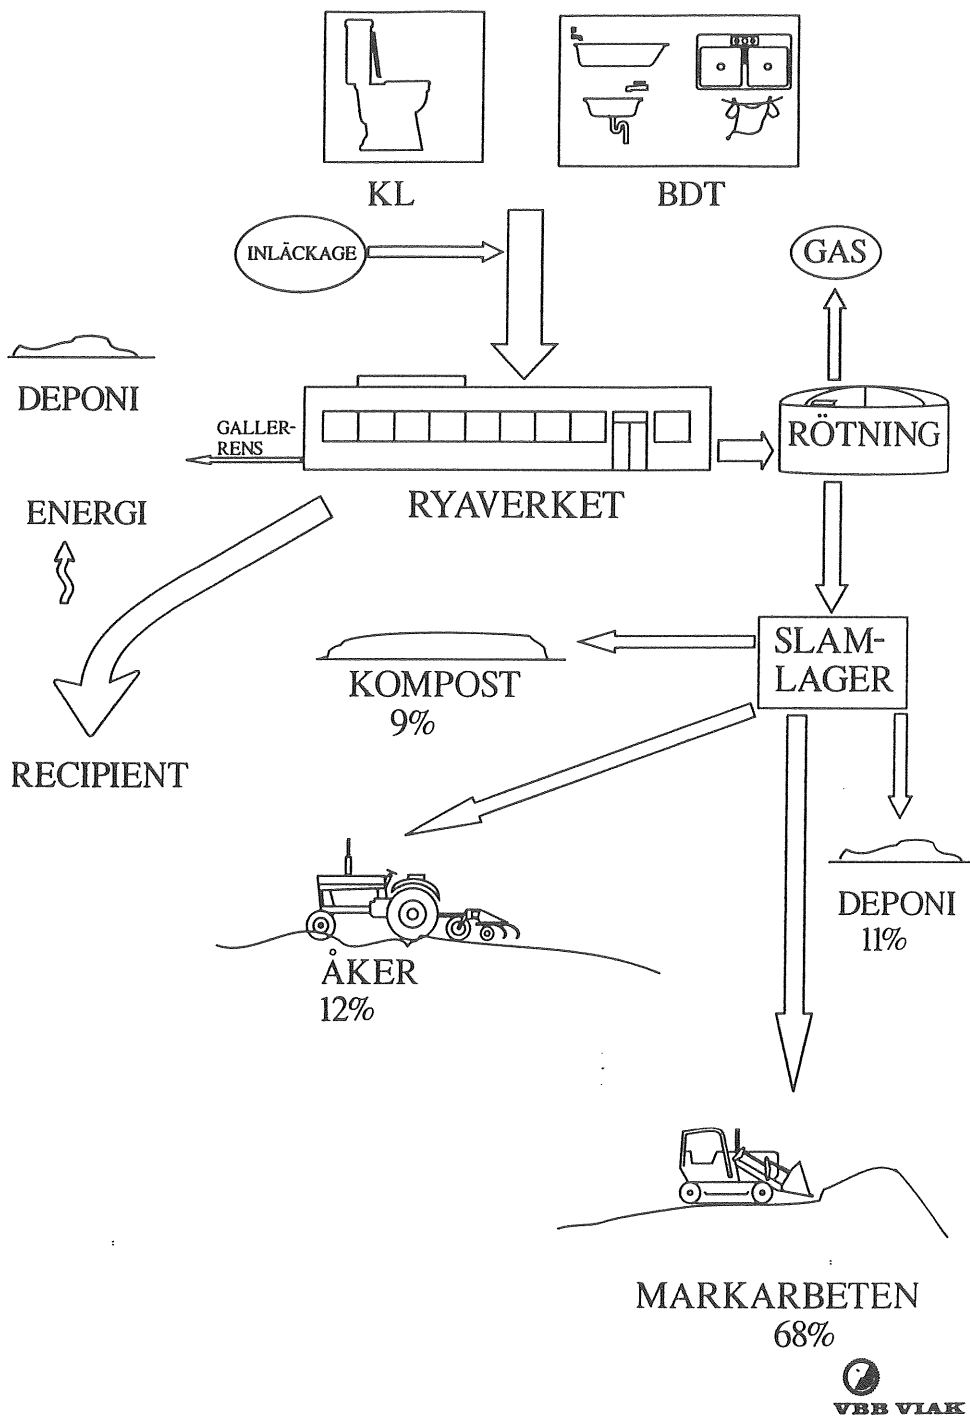 KL
BDT
INLÄCKAGE
GAS
DEPONI
GALLER-
RENS
RÖTNING
RYAVERKET
ENERGI
SLAM-
LAGER
KOMPOST
9%
RECIPIENT
DEPONI
11%
ÅKER
12%
MARKARBETEN
68%
VBB VIAK